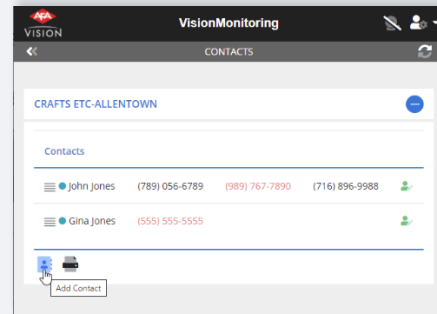 AFA
VISION
VisionMonitoring
CONTACTS
CRAFTS ETC-ALLENTOWN
Contacts
John Jones (789) 056-6789 (989) 767-7890 (716) 896-9988
Gina Jones (555) 555-5555
Add Contact